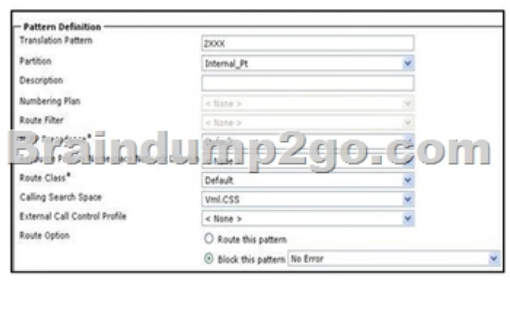 Pattern Definition
Translation Pattern 2XXX
Partition Internal_Pt
Description
Numbering Plan < None >
Route Filter < None >
Braindump2go.com
Route Class* Default
Calling Search Space Vml.CSS
External Call Control Profile < None >
Route Option Route this pattern
Block this pattern No Error